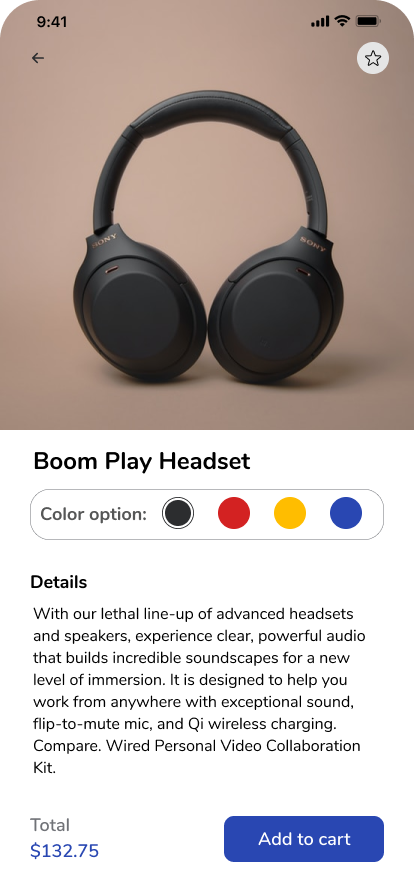 9:41
SONY
SONY
Boom Play Headset
Color option:
Details
With our lethal line-up of advanced headsets
and speakers, experience clear, powerful audio
that builds incredible soundscapes for a new
level of immersion. It is designed to help you
work from anywhere with exceptional sound,
flip-to-mute mic, and Qi wireless charging.
Compare. Wired Personal Video Collaboration
Kit.
Total
$132.75
Add to cart